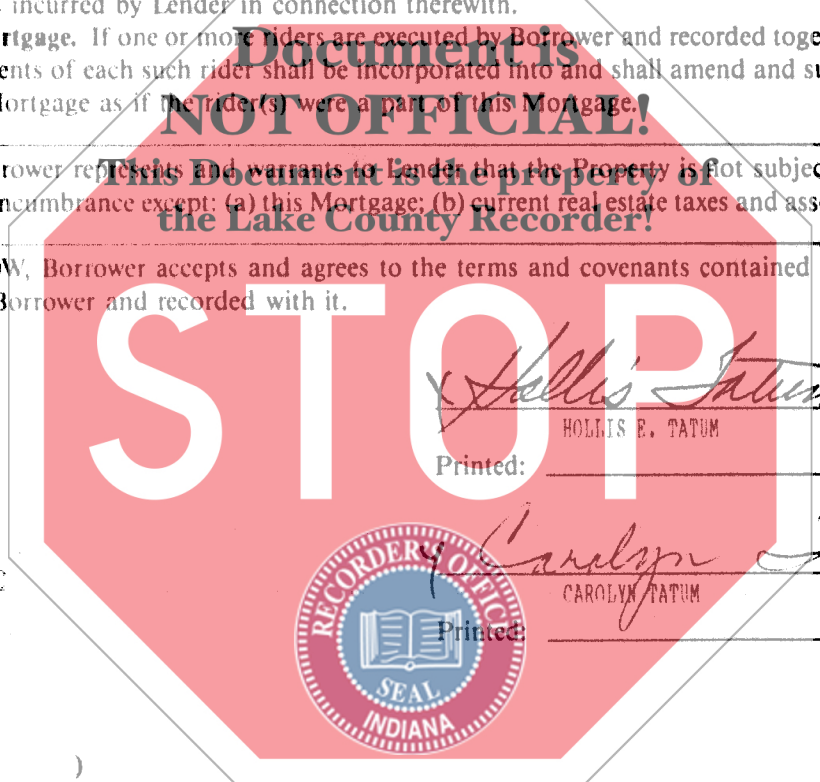 incurred by Lender in connection therewith.
rtgage. If one or more riders are executed by Borrower and recorded toge
ents of each such rider shall be incorporated into and shall amend and su
ortgage as if the rider(s) were a part of this Mortgage.
rower represents and warrants to Lender that the Property is not subjec
ncumbrance except: (a) this Mortgage; (b) current real estate taxes and ass
W, Borrower accepts and agrees to the terms and covenants contained
Borrower and recorded with it.
Document is
NOT OFFICIAL!
This Document is the property of
the Lake County Recorder!
STOP
Hollis Tatum
HOLLIS E. TATUM
Printed:
Carolyn
CAROLYN TATUM
Printed:
RECORDER'S OFFICE
SEAL
INDIANA
)